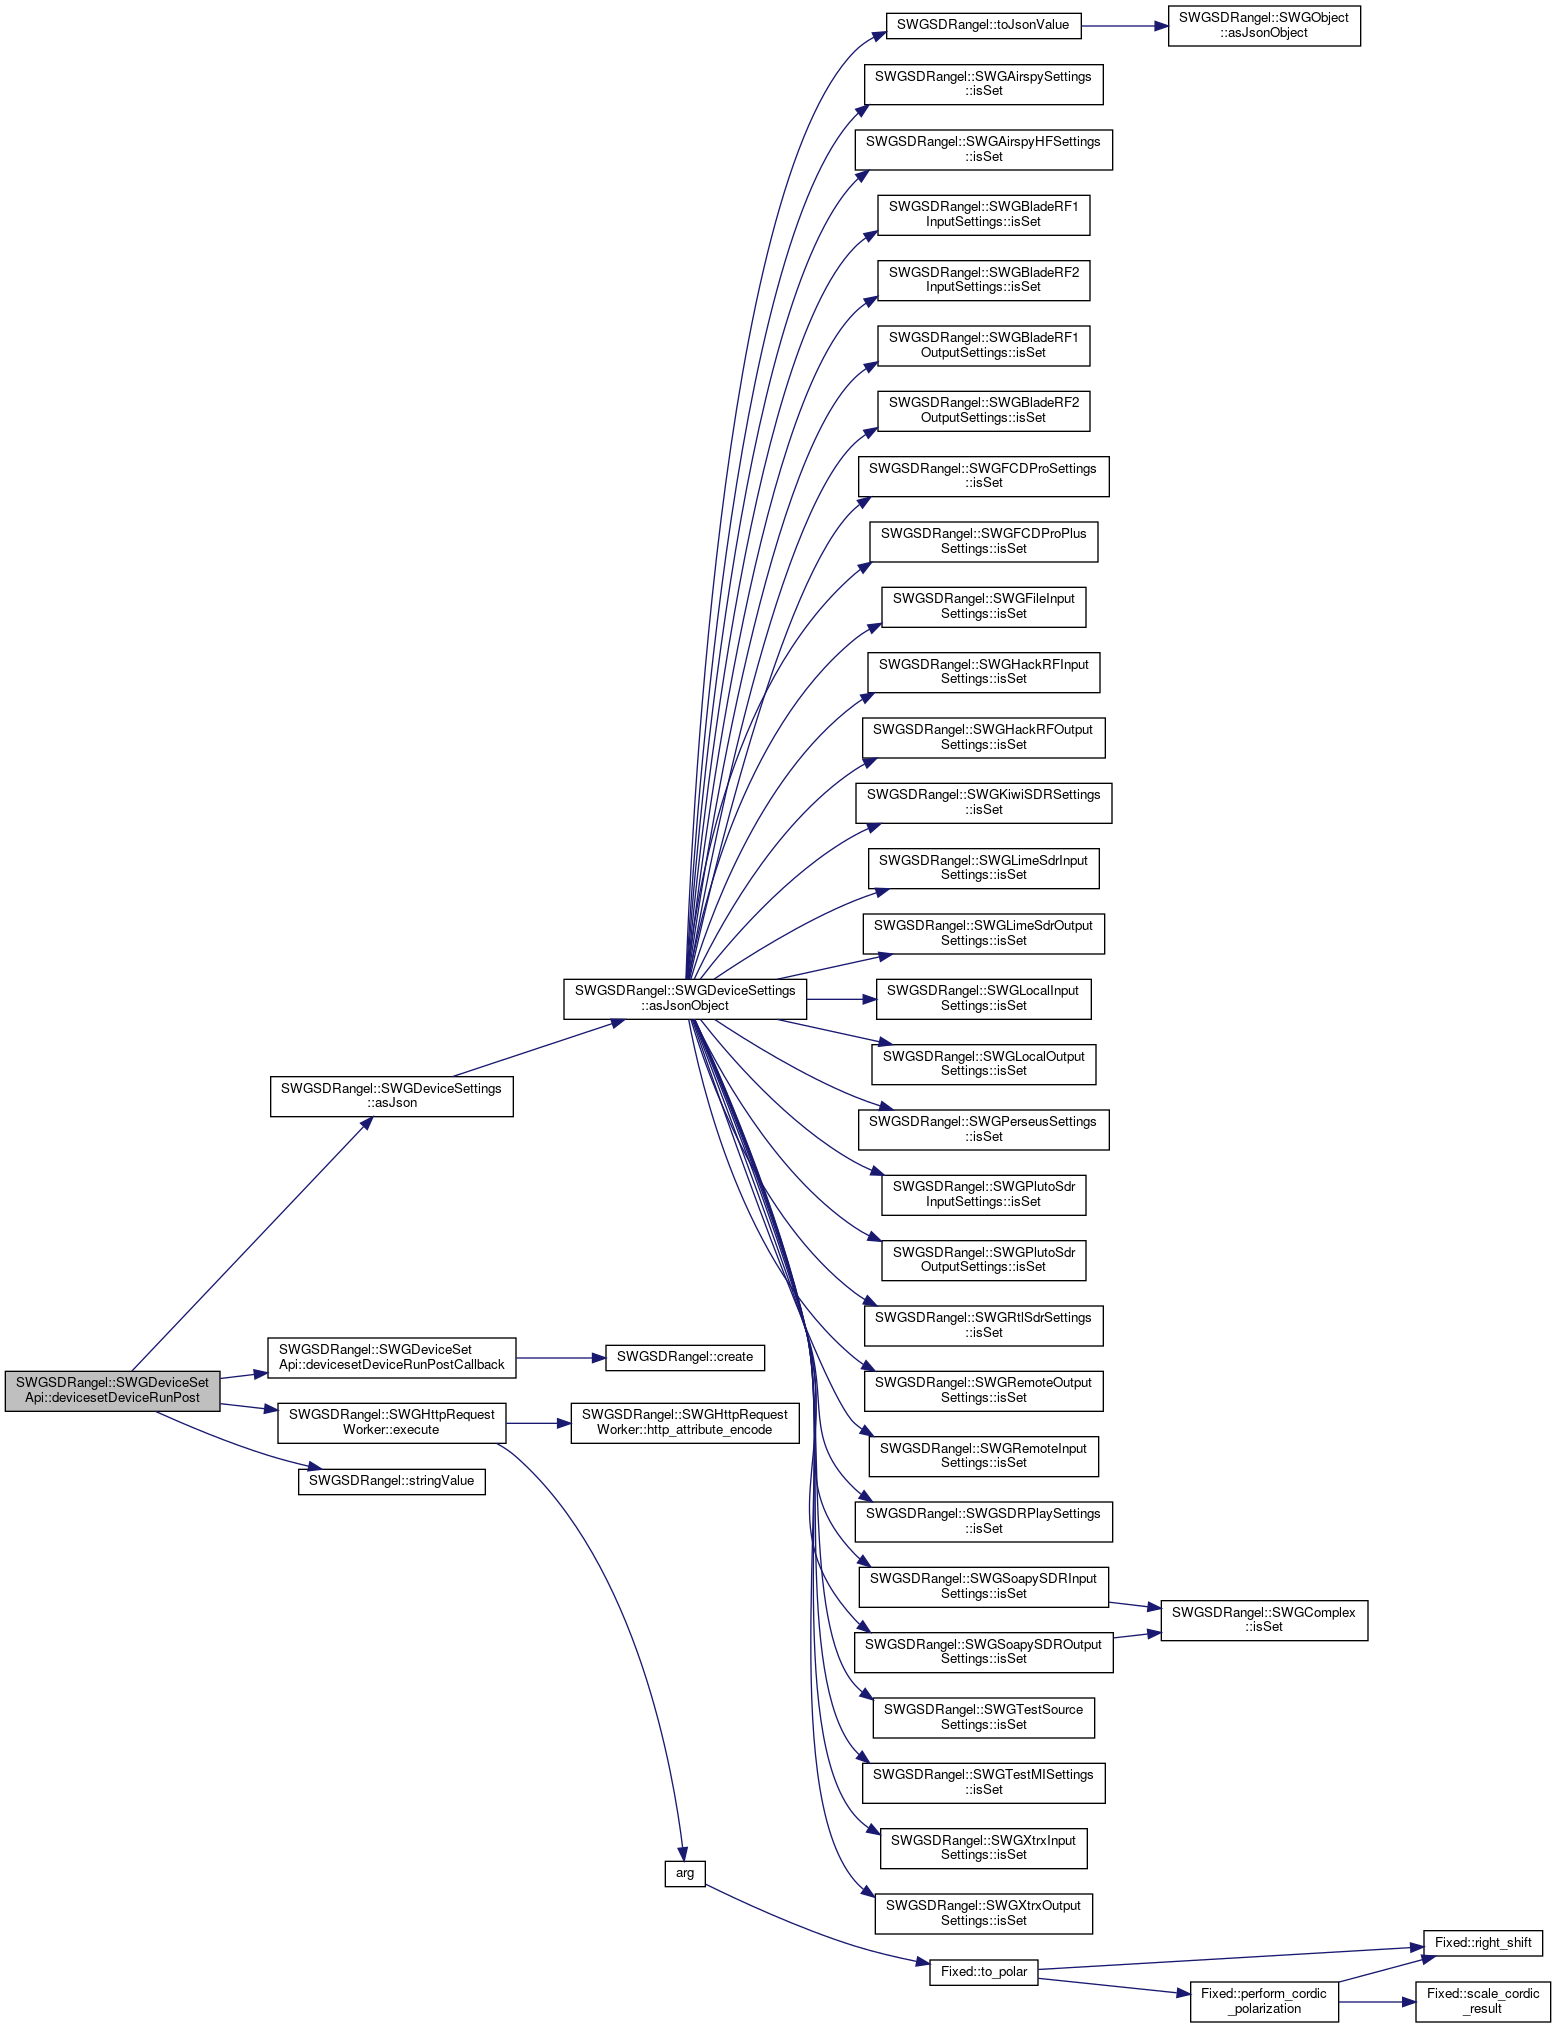 SWGSDRangel::toJsonValue
SWGSDRangel::SWGObject
::asJsonObject
SWGSDRangel::SWGAirspySettings
::isSet
SWGSDRangel::SWGAirspyHFSettings
::isSet
SWGSDRangel::SWGBladeRF1
InputSettings::isSet
SWGSDRangel::SWGBladeRF2
InputSettings::isSet
SWGSDRangel::SWGBladeRF1
OutputSettings::isSet
SWGSDRangel::SWGBladeRF2
OutputSettings::isSet
SWGSDRangel::SWGFCDProSettings
::isSet
SWGSDRangel::SWGFCDProPlus
Settings::isSet
SWGSDRangel::SWGFileInput
Settings::isSet
SWGSDRangel::SWGHackRFInput
Settings::isSet
SWGSDRangel::SWGHackRFOutput
Settings::isSet
SWGSDRangel::SWGKiwiSDRSettings
::isSet
SWGSDRangel::SWGLimeSdrInput
Settings::isSet
SWGSDRangel::SWGLimeSdrOutput
Settings::isSet
SWGSDRangel::SWGDeviceSettings
::asJsonObject
SWGSDRangel::SWGLocalInput
Settings::isSet
SWGSDRangel::SWGLocalOutput
Settings::isSet
SWGSDRangel::SWGDeviceSettings
::asJson
SWGSDRangel::SWGPerseusSettings
::isSet
SWGSDRangel::SWGPlutoSdr
InputSettings::isSet
SWGSDRangel::SWGPlutoSdr
OutputSettings::isSet
SWGSDRangel::SWGRtlSdrSettings
::isSet
SWGSDRangel::SWGDeviceSet
Api::devicesetDeviceRunPost
SWGSDRangel::SWGDeviceSet
Api::devicesetDeviceRunPostCallback
SWGSDRangel::create
SWGSDRangel::SWGRemoteOutput
Settings::isSet
SWGSDRangel::SWGHttpRequest
Worker::execute
SWGSDRangel::SWGHttpRequest
Worker::http_attribute_encode
SWGSDRangel::SWGRemoteInput
Settings::isSet
SWGSDRangel::stringValue
SWGSDRangel::SWGSDRPlaySettings
::isSet
SWGSDRangel::SWGSoapySDRInput
Settings::isSet
SWGSDRangel::SWGComplex
::isSet
SWGSDRangel::SWGSoapySDROutput
Settings::isSet
SWGSDRangel::SWGTestSource
Settings::isSet
SWGSDRangel::SWGTestMISettings
::isSet
SWGSDRangel::SWGXtrxInput
Settings::isSet
arg
SWGSDRangel::SWGXtrxOutput
Settings::isSet
Fixed::to_polar
Fixed::right_shift
Fixed::perform_cordic
_polarization
Fixed::scale_cordic
_result